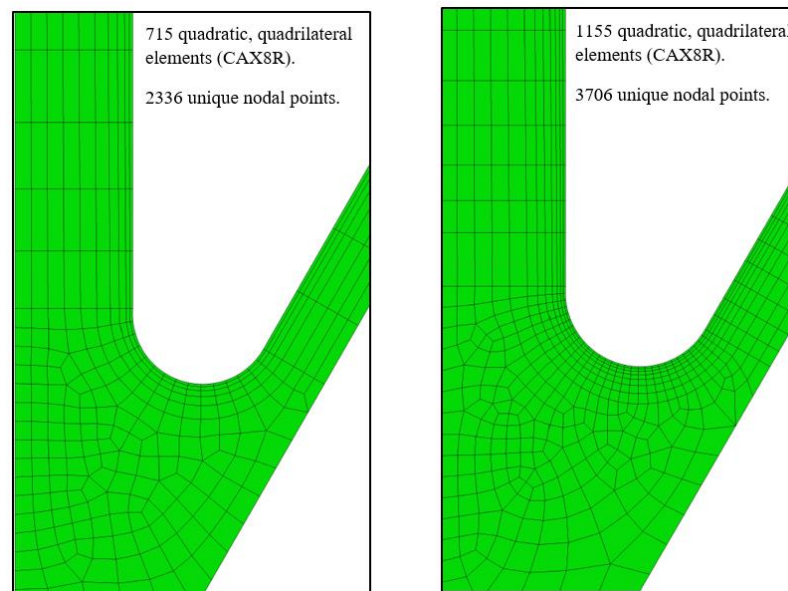 715 quadratic, quadrilateral
elements (CAX8R).
2336 unique nodal points.
1155 quadratic, quadrilateral
elements (CAX8R).
3706 unique nodal points.